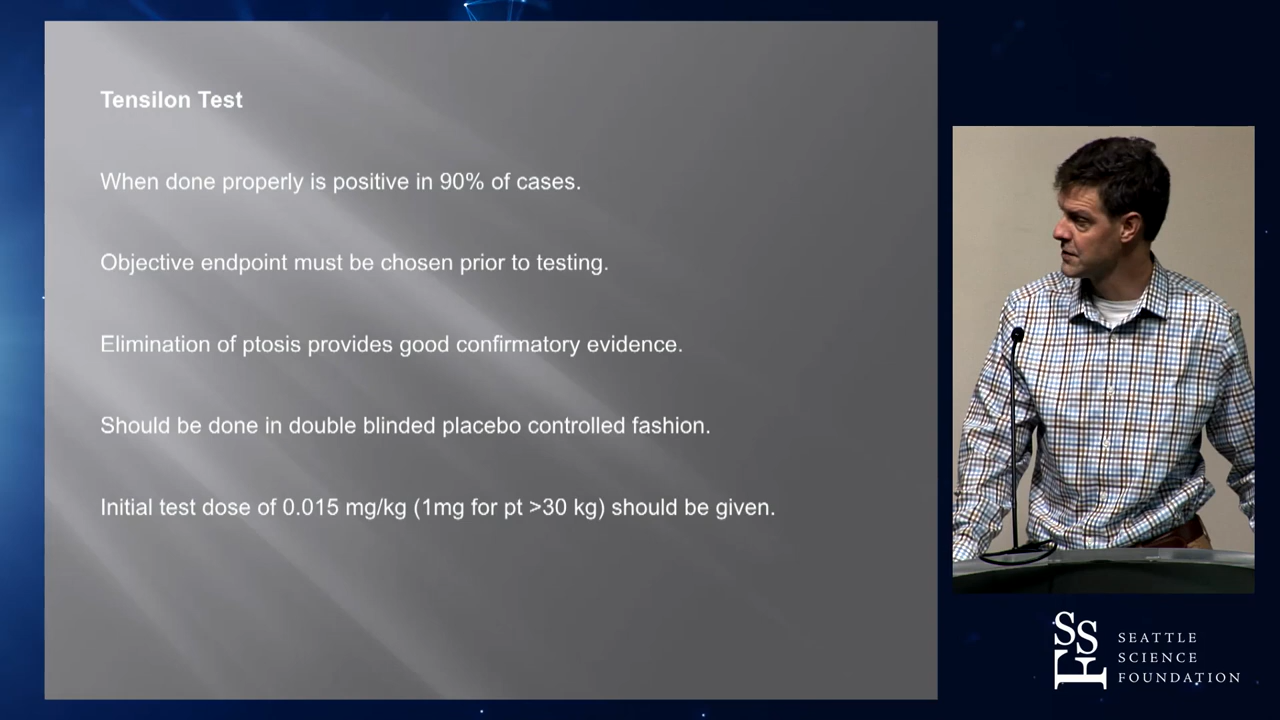 Tensilon Test
When done properly is positive in 90% of cases.
Objective endpoint must be chosen prior to testing.
Elimination of ptosis provides good confirmatory evidence.
Should be done in double blinded placebo controlled fashion.
Initial test dose of 0.015 mg/kg (1mg for pt >30 kg) should be given.
SSF
SEATTLE
SCIENCE
FOUNDATION